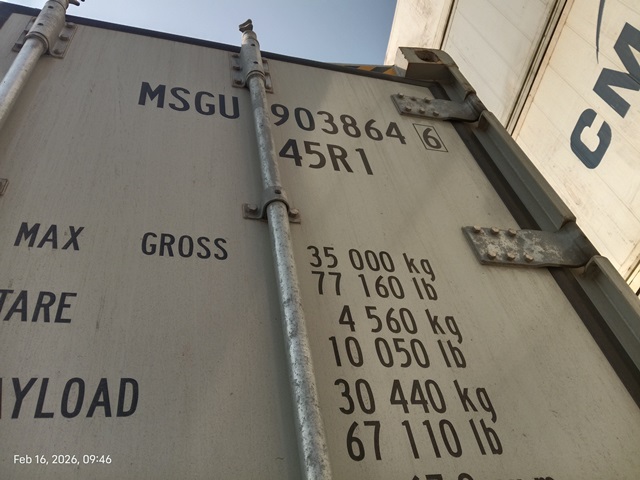 MSGU 903864 6
45R1
MAX GROSS 35 000 kg
77 160 lb
TARE 4 560 kg
10 050 lb
AYLOAD 30 440 kg
67 110 lb
CM
Feb 16, 2026, 09:46